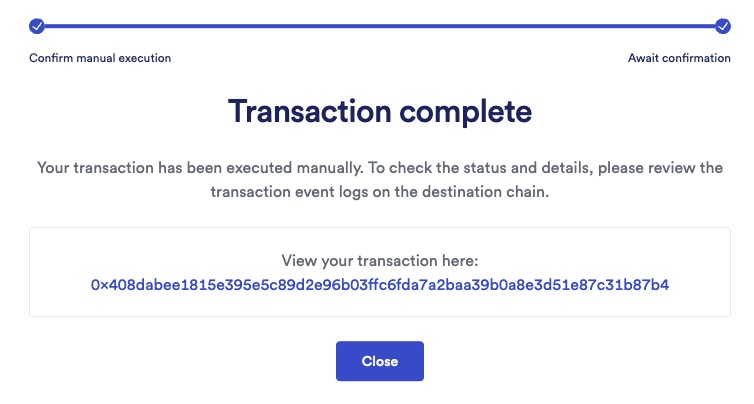 Confirm manual execution
Await confirmation
Transaction complete
Your transaction has been executed manually. To check the status and details, please review the
transaction event logs on the destination chain.
View your transaction here:
0x408dabee1815e395e5c89d2e96b03ffc6fda7a2baa39b0a8e3d51e87c31b87b4
Close